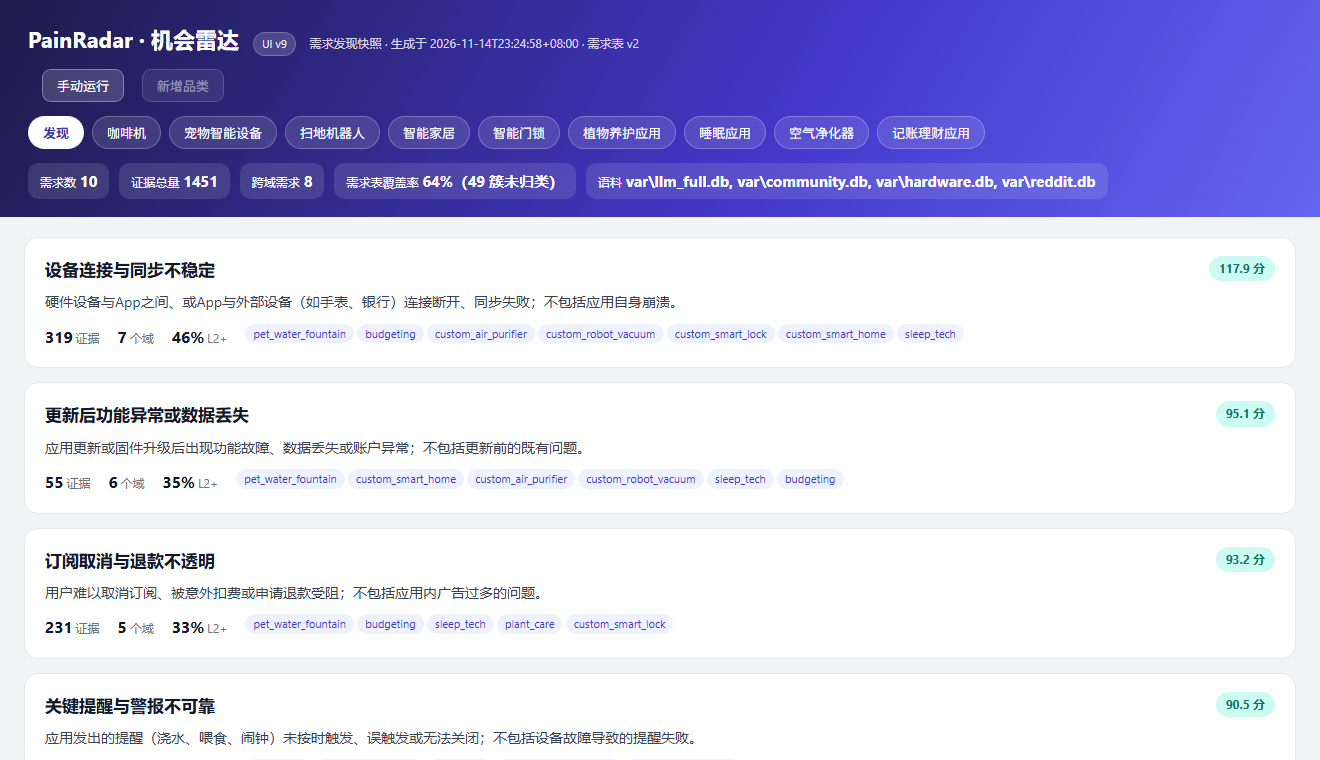 PainRadar · 机会雷达 UI v9 需求发现快照 · 生成于 2026-11-14T23:24:58+08:00 · 需求表 v2
手动运行 新增品类
发现 咖啡机 宠物智能设备 扫地机器人 智能家居 智能门锁 植物养护应用 睡眠应用 空气净化器 记账理财应用
需求数 10 证据总量 1451 跨域需求 8 需求表覆盖率 64%（49 簇未归类） 语料 var\llm_full.db, var\community.db, var\hardware.db, var\reddit.db
设备连接与同步不稳定 117.9 分
硬件设备与App之间、或App与外部设备（如手表、银行）连接断开、同步失败；不包括应用自身崩溃。
319 证据 7 个域 46% L2+ pet_water_fountain budgeting custom_air_purifier custom_robot_vacuum custom_smart_lock custom_smart_home sleep_tech
更新后功能异常或数据丢失 95.1 分
应用更新或固件升级后出现功能故障、数据丢失或账户异常；不包括更新前的既有问题。
55 证据 6 个域 35% L2+ pet_water_fountain custom_smart_home custom_air_purifier custom_robot_vacuum sleep_tech budgeting
订阅取消与退款不透明 93.2 分
用户难以取消订阅、被意外扣费或申请退款受阻；不包括应用内广告过多的问题。
231 证据 5 个域 33% L2+ pet_water_fountain budgeting sleep_tech plant_care custom_smart_lock
关键提醒与警报不可靠 90.5 分
应用发出的提醒（浇水、喂食、闹钟）未按时触发、误触发或无法关闭；不包括设备故障导致的提醒失败。